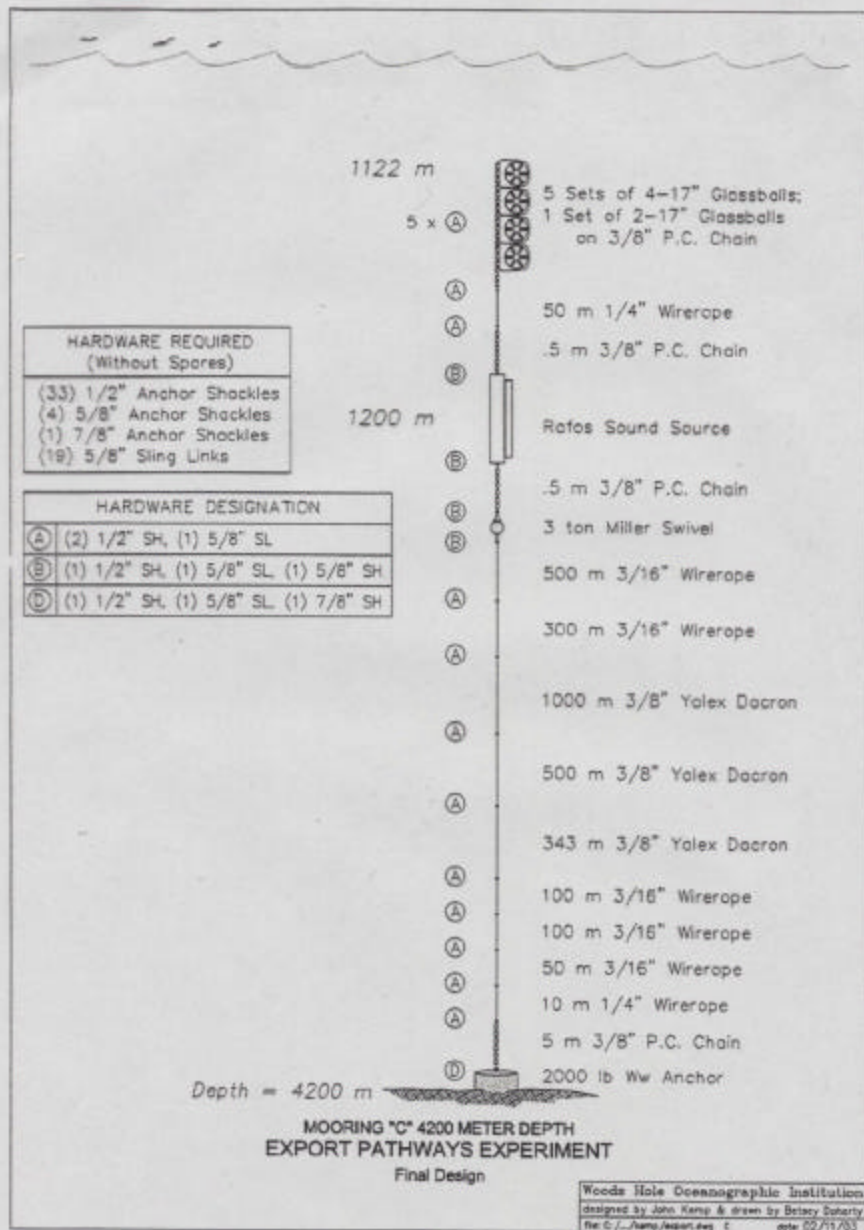 1122 m
5 Sets of 4-17" Glassballs;
5 x Ⓐ
1 Set of 2-17" Glassballs
on 3/8" P.C. Chain
Ⓐ
50 m 1/4" Wirerope
Ⓐ
.5 m 3/8" P.C. Chain
Ⓑ
1200 m
Rafos Sound Source
Ⓑ
.5 m 3/8" P.C. Chain
Ⓑ
3 ton Miller Swivel
Ⓑ
500 m 3/16" Wirerope
Ⓐ
300 m 3/16" Wirerope
Ⓐ
1000 m 3/8" Yalex Dacron
Ⓐ
500 m 3/8" Yalex Dacron
Ⓐ
343 m 3/8" Yalex Dacron
Ⓐ
100 m 3/16" Wirerope
Ⓐ
100 m 3/16" Wirerope
Ⓐ
50 m 3/16" Wirerope
Ⓐ
10 m 1/4" Wirerope
Ⓐ
5 m 3/8" P.C. Chain
Ⓓ
2000 lb Ww Anchor
Depth = 4200 m
HARDWARE REQUIRED
(Without Spares)
(33) 1/2" Anchor Shackles
(4) 5/8" Anchor Shackles
(1) 7/8" Anchor Shackles
(19) 5/8" Sling Links
HARDWARE DESIGNATION
Ⓐ (2) 1/2" SH, (1) 5/8" SL
Ⓑ (1) 1/2" SH, (1) 5/8" SL, (1) 5/8" SH
Ⓓ (1) 1/2" SH, (1) 5/8" SL, (1) 7/8" SH
MOORING "C" 4200 METER DEPTH
EXPORT PATHWAYS EXPERIMENT
Final Design
Woods Hole Oceanographic Institution
designed by John Kemp & drawn by Betsey Doherty
date: 02/11/03